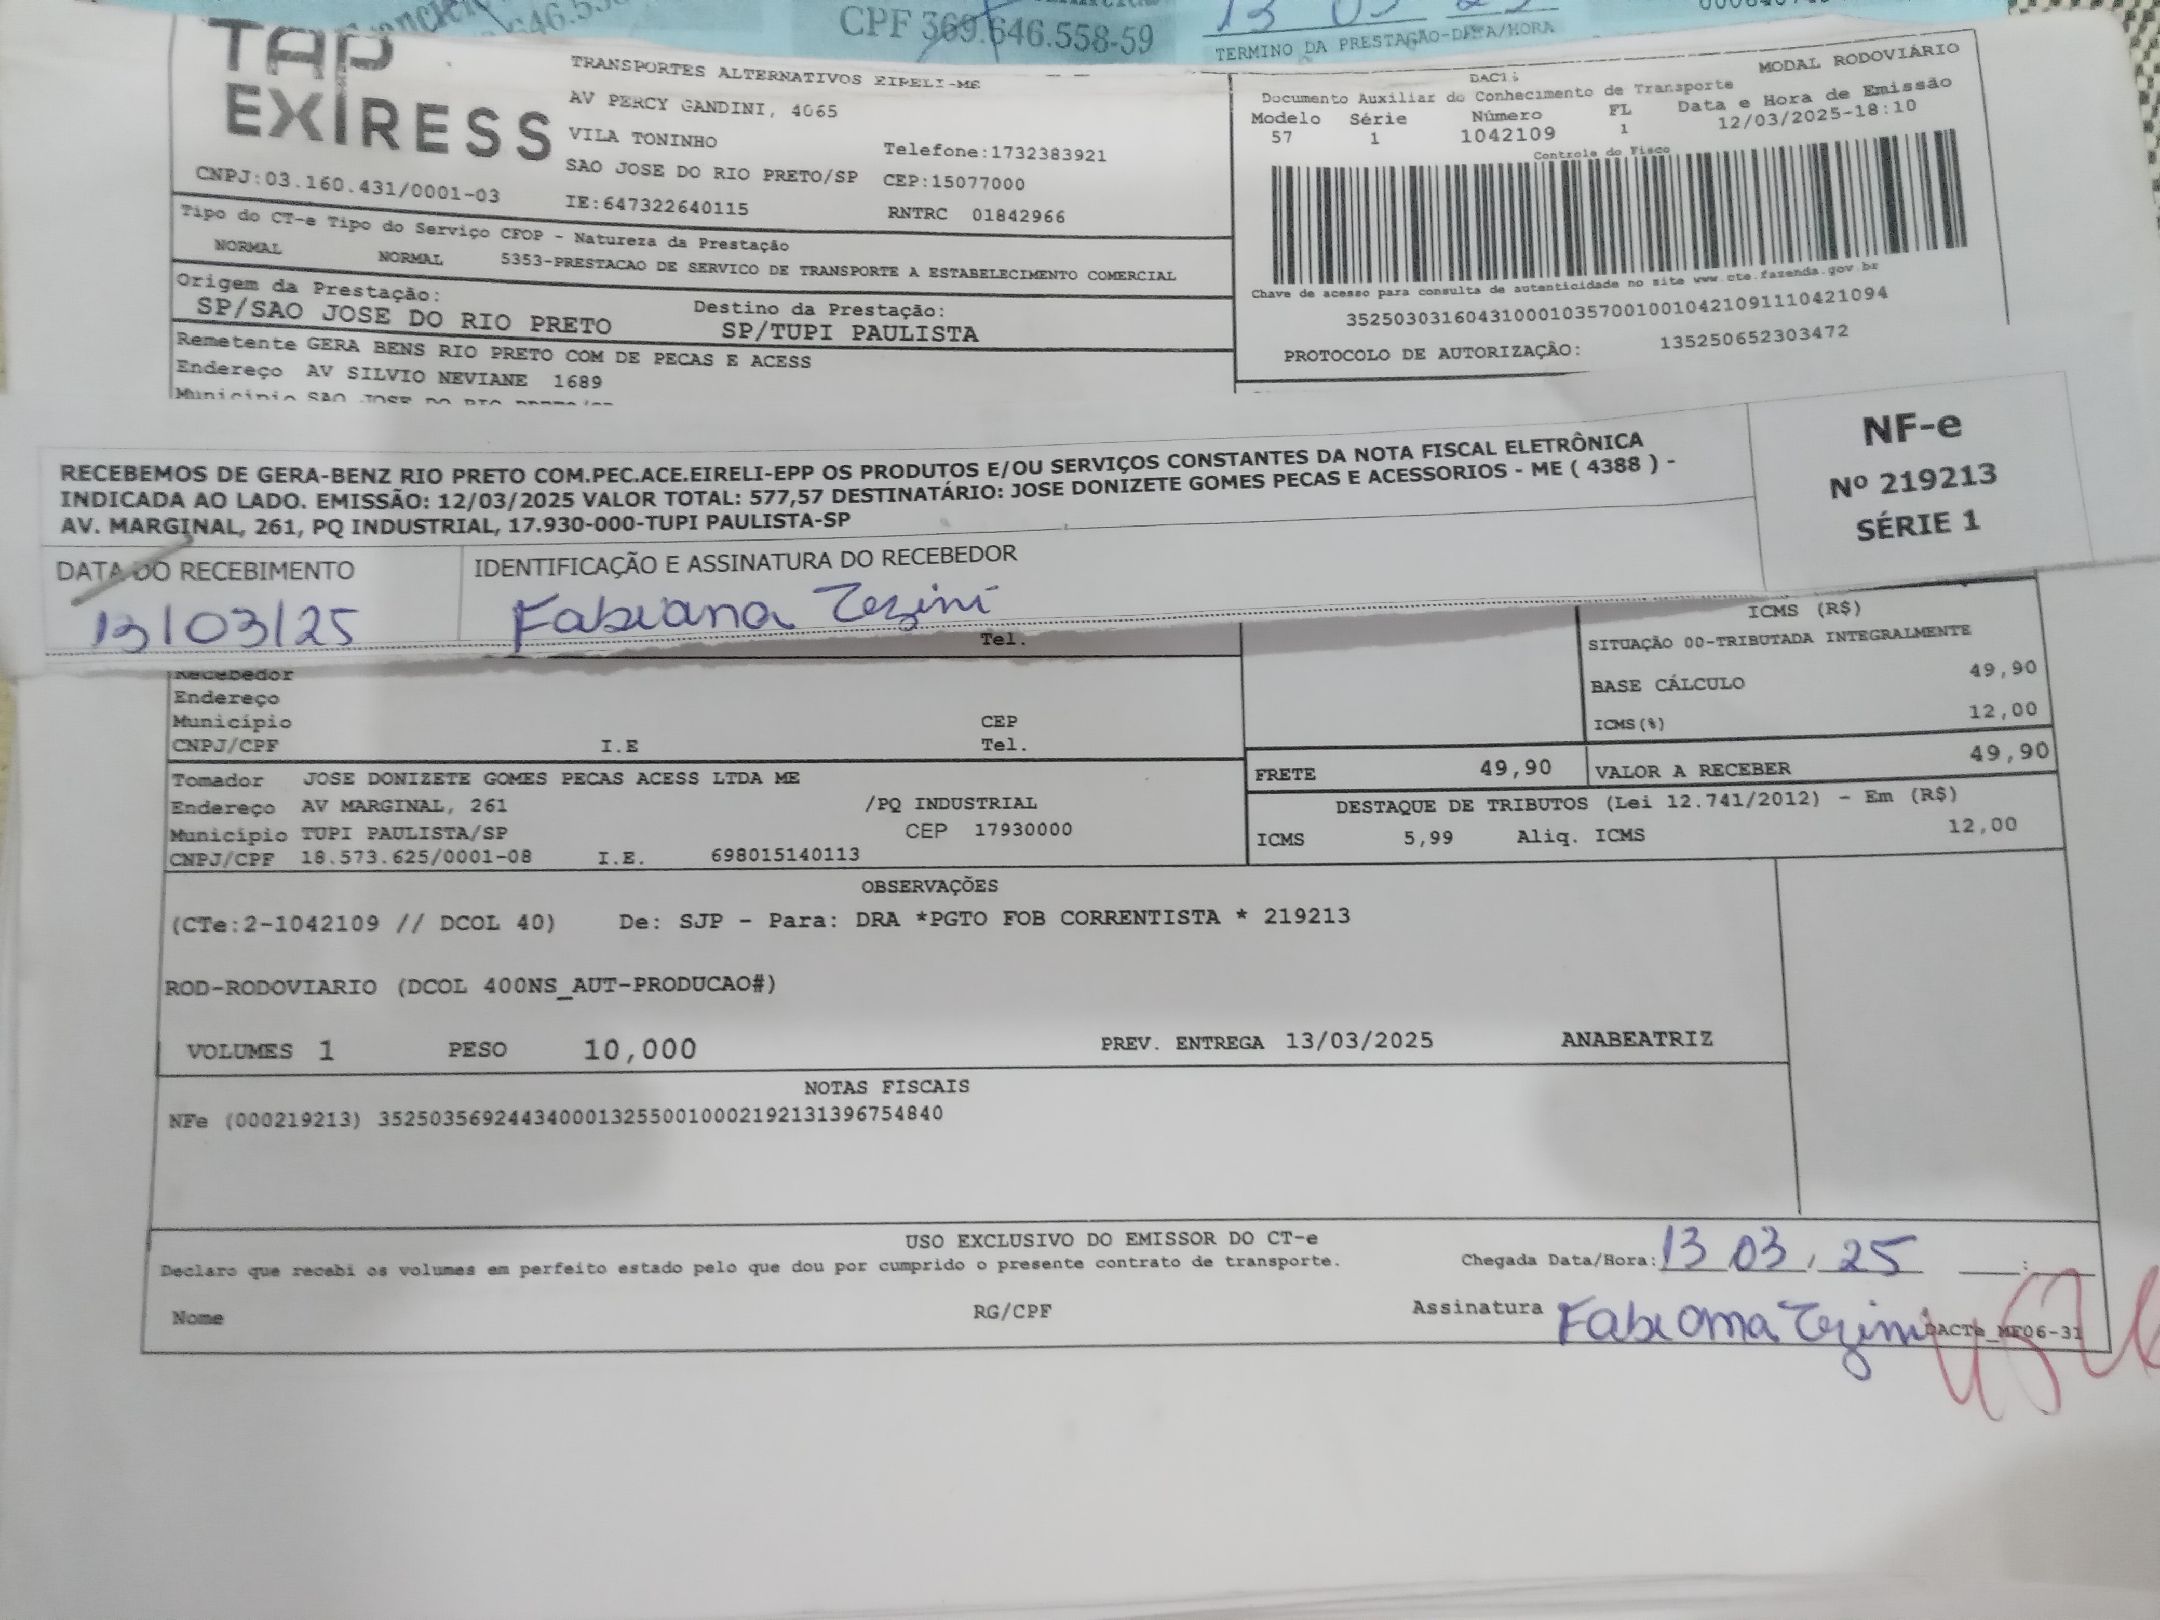 CPF 369.646.558-59
TERMINO DA PRESTAÇÃO-DATA/HORA
TAP
EXPRESS
TRANSPORTES ALTERNATIVOS EIRELI-ME
AV PERCY GANDINI, 4065
VILA TONINHO
Telefone:1732383921
SAO JOSE DO RIO PRETO/SP CEP:15077000
CNPJ:03.160.431/0001-03
IE:647322640115 RNTRC 01842966
MODAL RODOVIÁRIO
Documento Auxiliar do Conhecimento de Transporte
Modelo Série Número FL Data e Hora de Emissão
57 1 1042109 1 12/03/2025-18:10
Controle do Fisco
Chave de acesso para consulta de autenticidade no site www.cte.fazenda.gov.br
35250303160431000103570010010421091110421094
PROTOCOLO DE AUTORIZAÇÃO: 135250652303472
Tipo do CT-e Tipo do Serviço CFOP - Natureza da Prestação
NORMAL NORMAL 5353-PRESTACAO DE SERVICO DE TRANSPORTE A ESTABELECIMENTO COMERCIAL
Origem da Prestação: Destino da Prestação:
SP/SAO JOSE DO RIO PRETO SP/TUPI PAULISTA
Remetente GERA BENS RIO PRETO COM DE PECAS E ACESS
Endereço AV SILVIO NEVIANE 1689
Município SAO JOSE DO RIO PRETO/SP
RECEBEMOS DE GERA-BENZ RIO PRETO COM.PEC.ACE.EIRELI-EPP OS PRODUTOS E/OU SERVIÇOS CONSTANTES DA NOTA FISCAL ELETRÔNICA
INDICADA AO LADO. EMISSÃO: 12/03/2025 VALOR TOTAL: 577,57 DESTINATÁRIO: JOSE DONIZETE GOMES PECAS E ACESSORIOS - ME ( 4388 ) -
AV. MARGINAL, 261, PQ INDUSTRIAL, 17.930-000-TUPI PAULISTA-SP
NF-e
Nº 219213
SÉRIE 1
DATA DO RECEBIMENTO IDENTIFICAÇÃO E ASSINATURA DO RECEBEDOR
13/03/25 Fabiana Tezini
Tel.
ICMS (R$)
SITUAÇÃO 00-TRIBUTADA INTEGRALMENTE
BASE CÁLCULO 49,90
ICMS(%) 12,00
Recebedor
Endereço
Município CEP
CNPJ/CPF I.E Tel.
FRETE 49,90 VALOR A RECEBER 49,90
DESTAQUE DE TRIBUTOS (Lei 12.741/2012) - Em (R$)
ICMS 5,99 Aliq. ICMS 12,00
Tomador JOSE DONIZETE GOMES PECAS ACESS LTDA ME
Endereço AV MARGINAL, 261 /PQ INDUSTRIAL
Município TUPI PAULISTA/SP CEP 17930000
CNPJ/CPF 18.573.625/0001-08 I.E. 698015140113
OBSERVAÇÕES
(CTe:2-1042109 // DCOL 40) De: SJP - Para: DRA *PGTO FOB CORRENTISTA * 219213
ROD-RODOVIARIO (DCOL 400NS_AUT-PRODUCAO#)
VOLUMES 1 PESO 10,000 PREV. ENTREGA 13/03/2025 ANABEATRIZ
NOTAS FISCAIS
NFe (000219213) 35250356924434000132550010002192131396754840
USO EXCLUSIVO DO EMISSOR DO CT-e
Declaro que recebi os volumes em perfeito estado pelo que dou por cumprido o presente contrato de transporte.
Chegada Data/Hora: 13 03, 25 :
Nome RG/CPF Assinatura Fabiana Tezini
DACTe_MF06-31